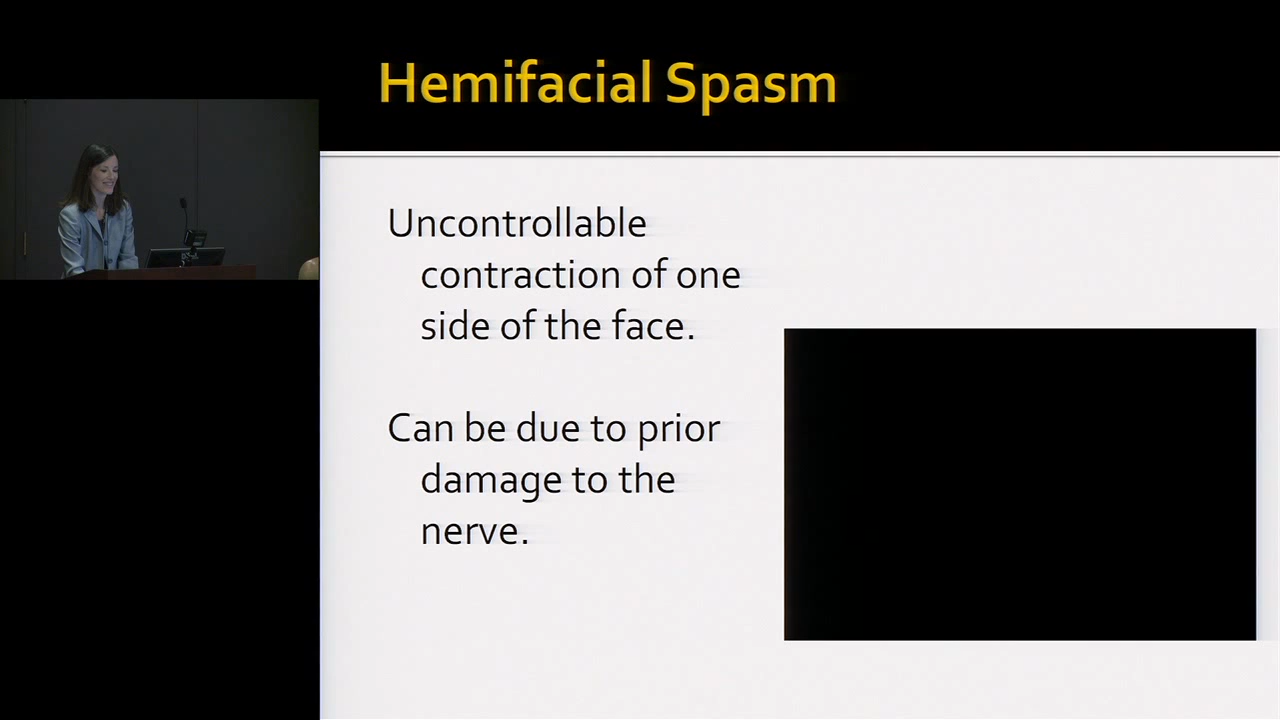 Hemifacial Spasm
Uncontrollable
contraction of one
side of the face.
Can be due to prior
damage to the
nerve.